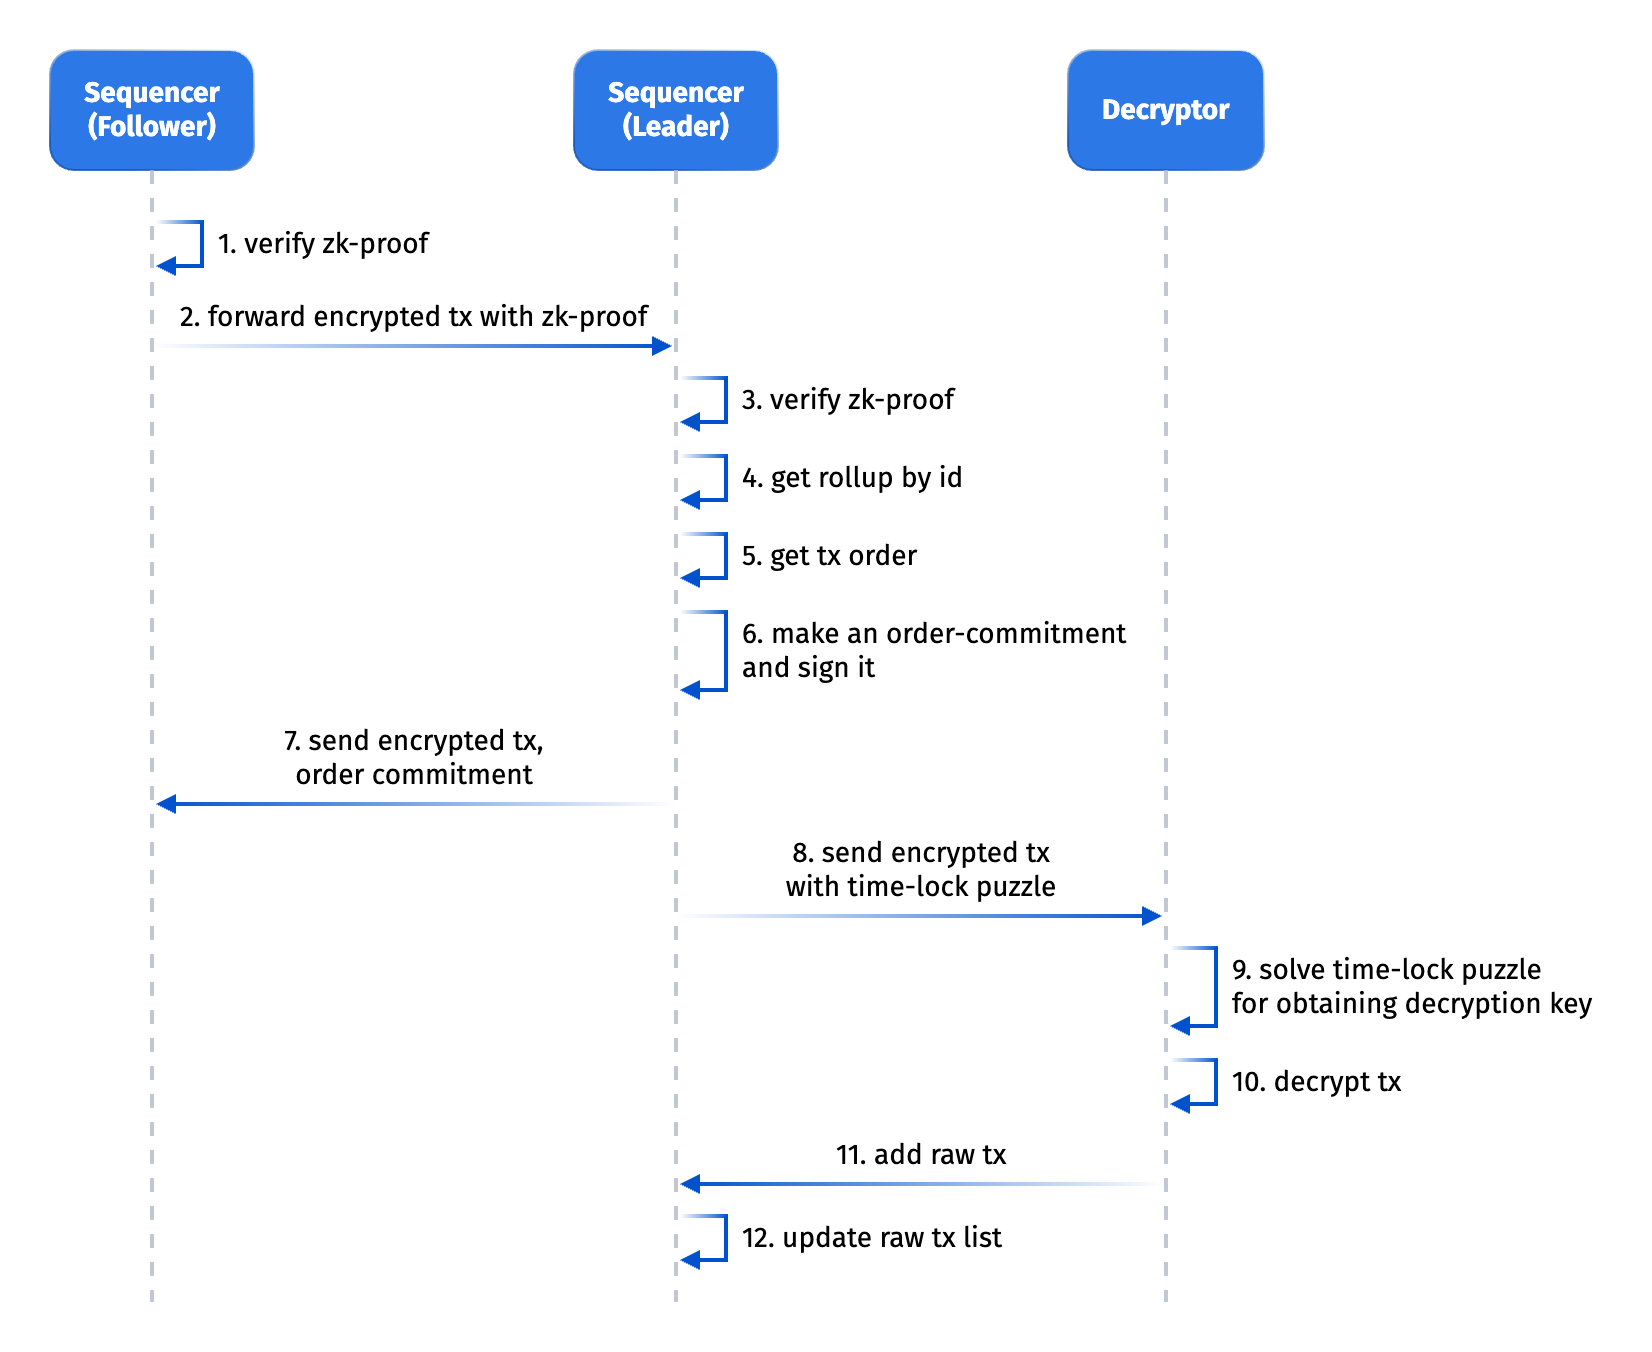 Sequencer
(Follower)
Sequencer
(Leader)
Decryptor
1. verify zk-proof
2. forward encrypted tx with zk-proof
3. verify zk-proof
4. get rollup by id
5. get tx order
6. make an order-commitment
and sign it
7. send encrypted tx,
order commitment
8. send encrypted tx
with time-lock puzzle
9. solve time-lock puzzle
for obtaining decryption key
10. decrypt tx
11. add raw tx
12. update raw tx list